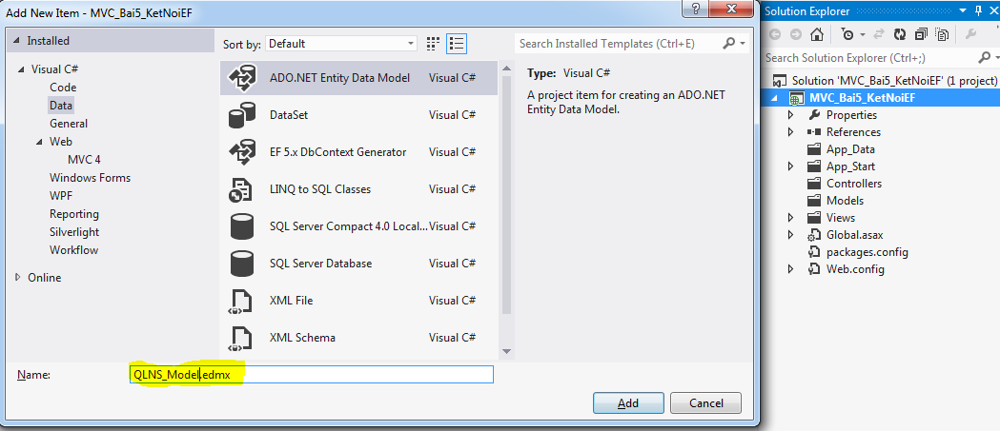 Add New Item - MVC_Bai5_KetNoiEF
Installed
Visual C#
Code
Data
General
Web
MVC 4
Windows Forms
WPF
Reporting
Silverlight
Workflow
Online
Sort by: Default
ADO.NET Entity Data Model Visual C#
DataSet Visual C#
EF 5.x DbContext Generator Visual C#
LINQ to SQL Classes Visual C#
SQL Server Compact 4.0 Local... Visual C#
SQL Server Database Visual C#
XML File Visual C#
XML Schema Visual C#
Search Installed Templates (Ctrl+E)
Type: Visual C#
A project item for creating an ADO.NET
Entity Data Model.
Name: QLNS_Model.edmx
Add Cancel
Solution Explorer
Search Solution Explorer (Ctrl+;)
Solution 'MVC_Bai5_KetNoiEF' (1 project)
MVC_Bai5_KetNoiEF
Properties
References
App_Data
App_Start
Controllers
Models
Views
Global.asax
packages.config
Web.config